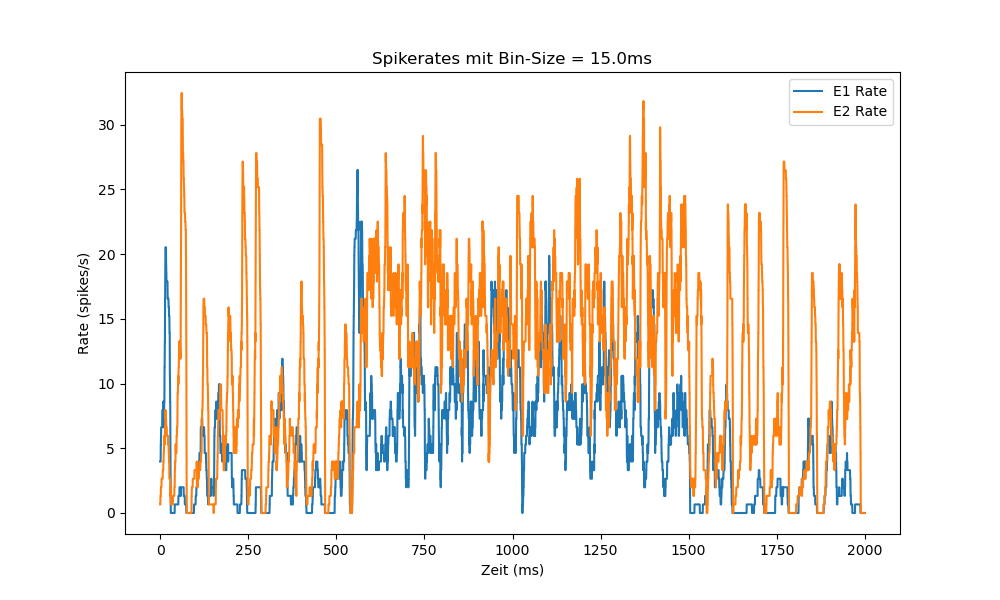 Spikerates mit Bin-Size = 15.0ms
E1 Rate
E2 Rate
Rate (spikes/s)
30
25
20
15
10
5
0
0 250 500 750 1000 1250 1500 1750 2000
Zeit (ms)